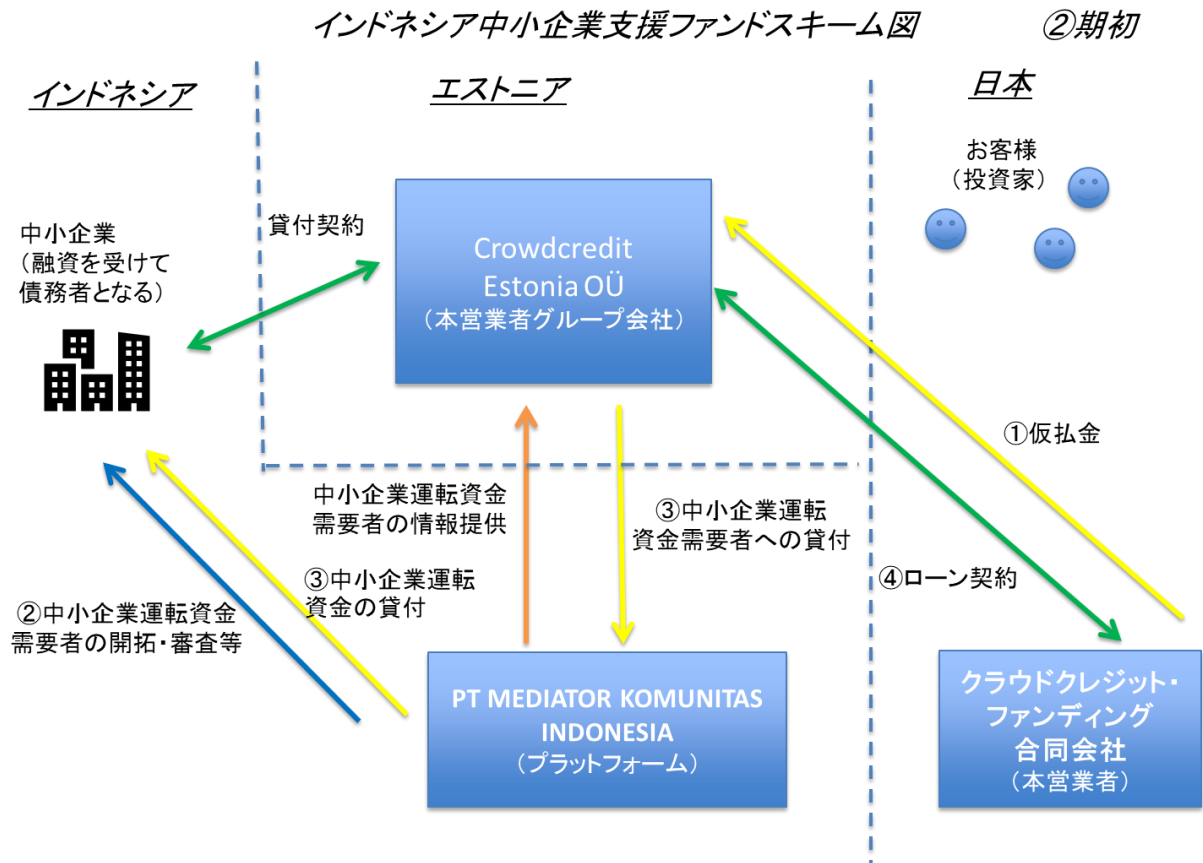 インドネシア中小企業支援ファンドスキーム図
②期初
インドネシア
エストニア
日本
お客様
（投資家）
中小企業
（融資を受けて
債務者となる）
貸付契約
Crowdcredit
Estonia OÜ
（本営業者グループ会社）
①仮払金
中小企業運転資金
需要者の情報提供
③中小企業運転
資金需要者への貸付
④ローン契約
③中小企業運転
資金の貸付
②中小企業運転資金
需要者の開拓・審査等
PT MEDIATOR KOMUNITAS
INDONESIA
（プラットフォーム）
クラウドクレジット・
ファンディング
合同会社
（本営業者）